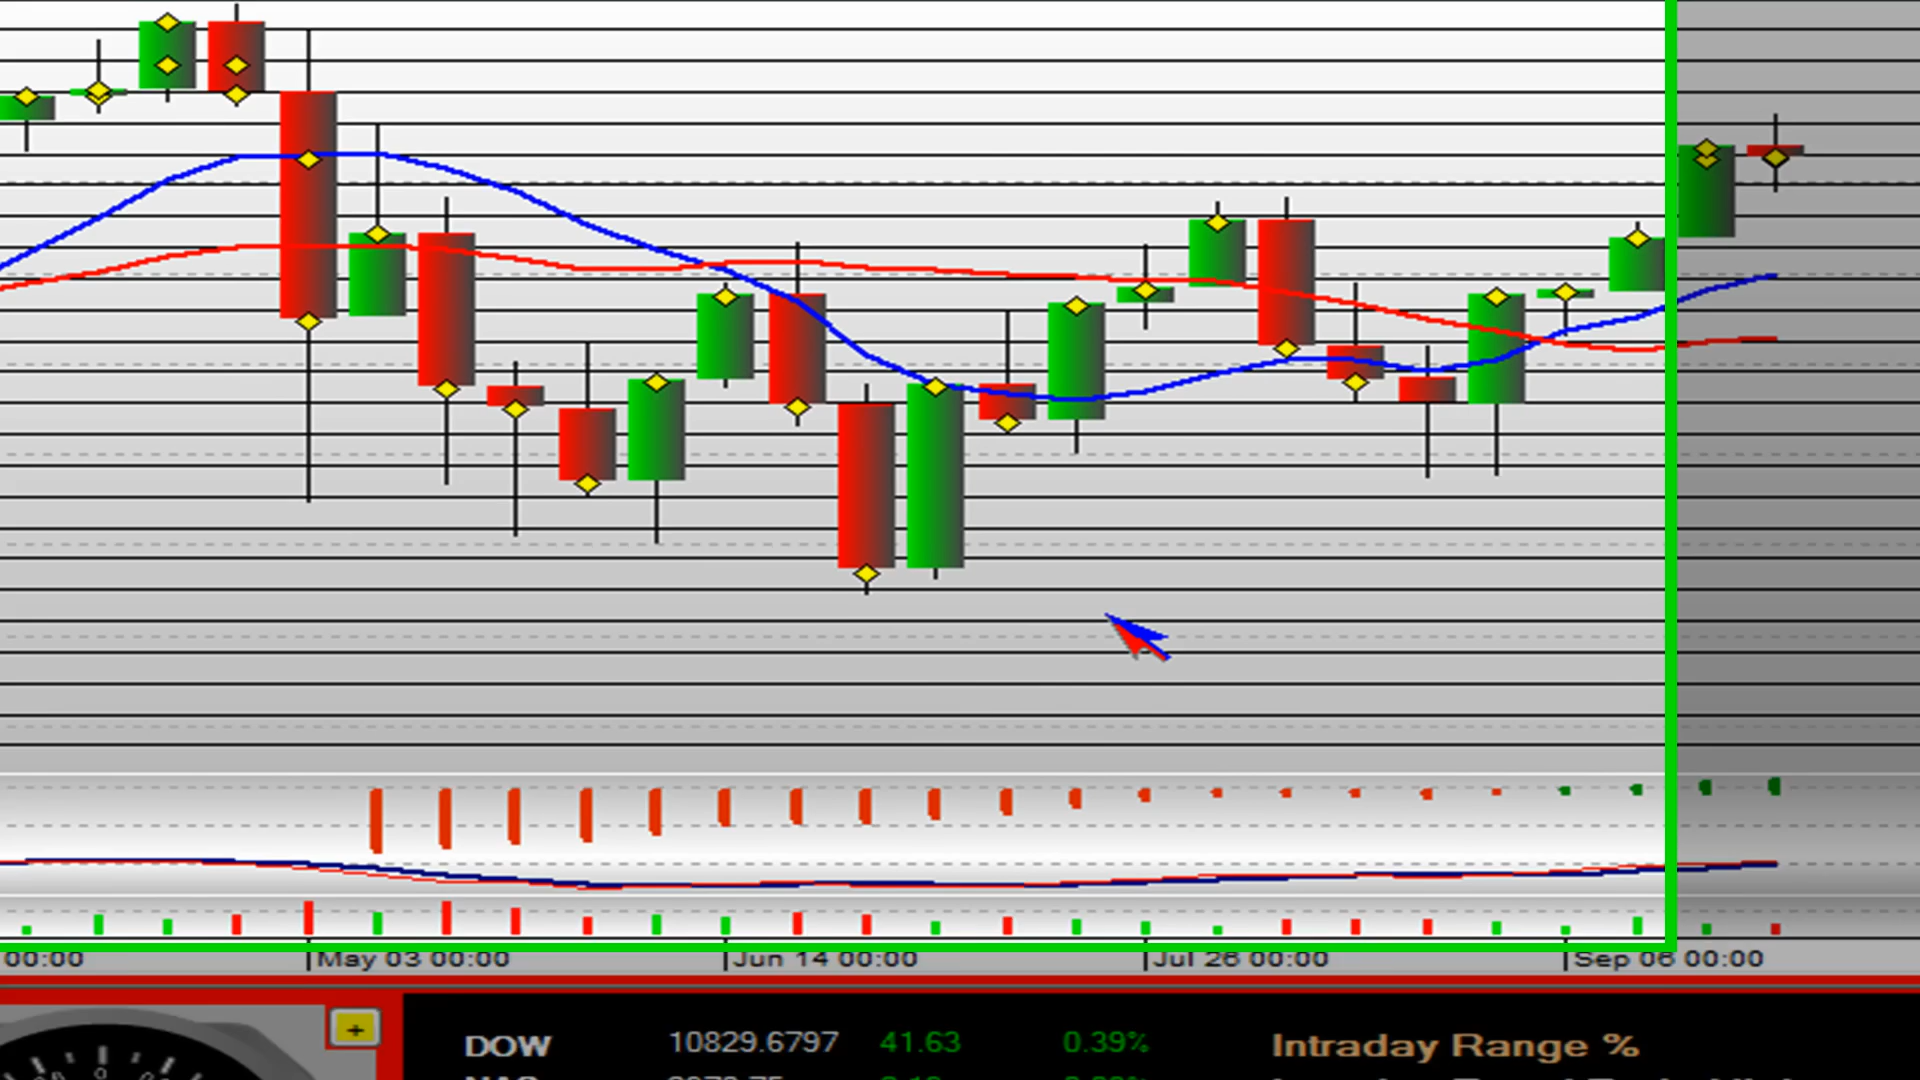 00:00
May 03 00:00
Jun 14 00:00
Jul 26 00:00
Sep 06 00:00
+
DOW 10829.6797 41.63 0.39% Intraday Range %
0